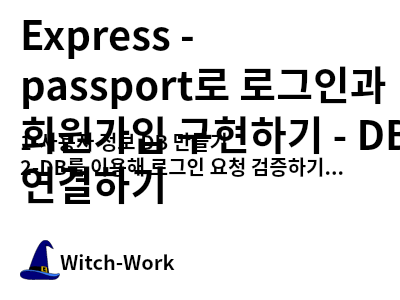 Express -
passport로 로그인과
회원가입 구현하기 - DB
1. 사용자 정보 DB 만들기
2. DB를 이용해 로그인 요청 검증하기...
연결하기
Witch-Work